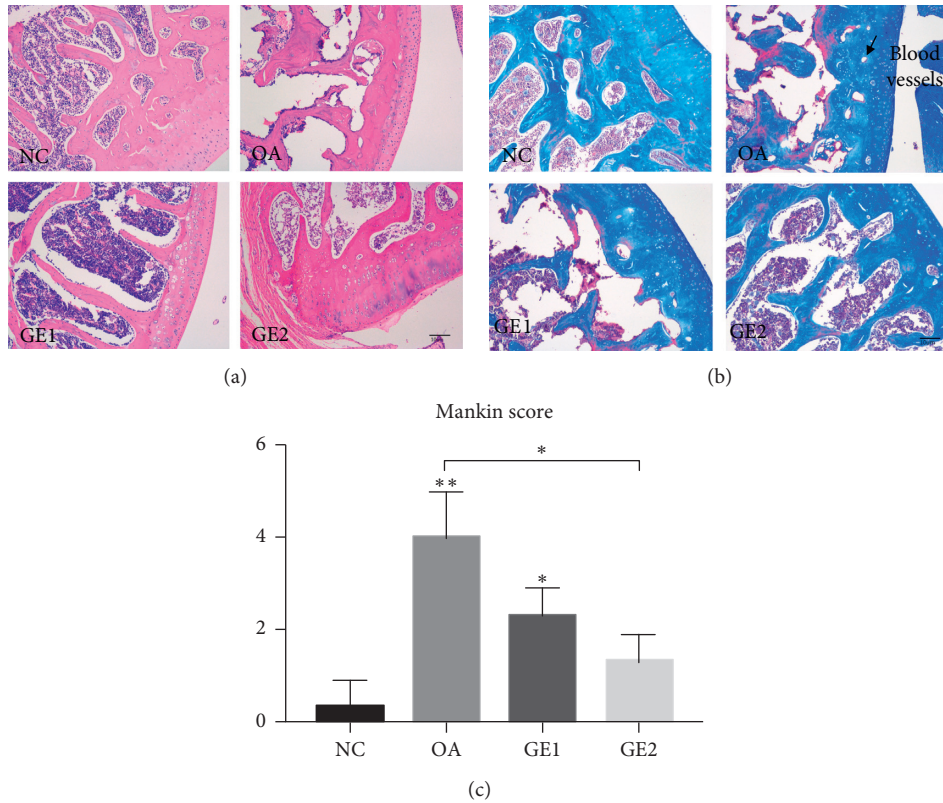 NC
OA
GE1
GE2
(a)
NC
OA
Blood
vessels
GE1
GE2
(b)
Mankin score
6
4
2
0
*
**
*
NC
OA
GE1
GE2
(c)